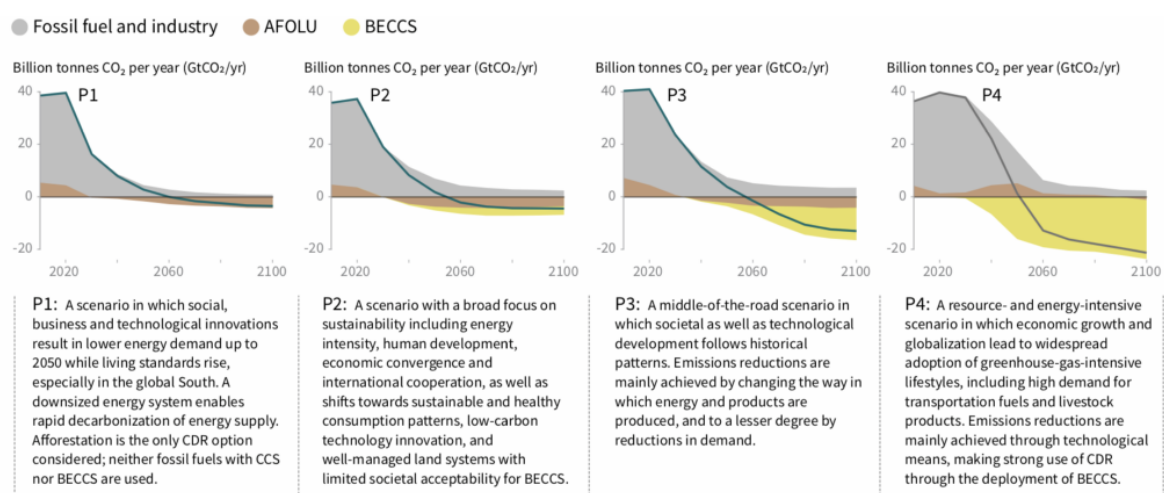 Fossil fuel and industry AFOLU BECCS
Billion tonnes CO₂ per year (GtCO₂/yr)
40
20
0
-20
P1
2020 2060 2100
Billion tonnes CO₂ per year (GtCO₂/yr)
40
20
0
-20
P2
2020 2060 2100
Billion tonnes CO₂ per year (GtCO₂/yr)
40
20
0
-20
P3
2020 2060 2100
Billion tonnes CO₂ per year (GtCO₂/yr)
40
20
0
-20
P4
2020 2060 2100
P1: A scenario in which social,
business and technological innovations
result in lower energy demand up to
2050 while living standards rise,
especially in the global South. A
downsized energy system enables
rapid decarbonization of energy supply.
Afforestation is the only CDR option
considered; neither fossil fuels with CCS
nor BECCS are used.
P2: A scenario with a broad focus on
sustainability including energy
intensity, human development,
economic convergence and
international cooperation, as well as
shifts towards sustainable and healthy
consumption patterns, low-carbon
technology innovation, and
well-managed land systems with
limited societal acceptability for BECCS.
P3: A middle-of-the-road scenario in
which societal as well as technological
development follows historical
patterns. Emissions reductions are
mainly achieved by changing the way in
which energy and products are
produced, and to a lesser degree by
reductions in demand.
P4: A resource- and energy-intensive
scenario in which economic growth and
globalization lead to widespread
adoption of greenhouse-gas-intensive
lifestyles, including high demand for
transportation fuels and livestock
products. Emissions reductions are
mainly achieved through technological
means, making strong use of CDR
through the deployment of BECCS.